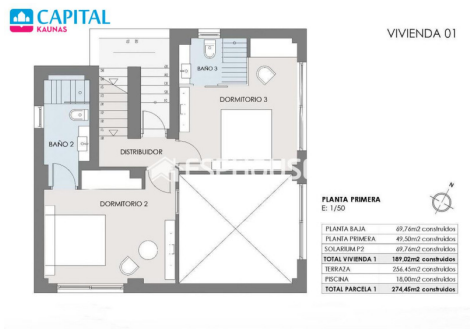 CAPITAL
KAUNAS
VIVIENDA 01
BAÑO 3
DORMITORIO 3
BAÑO 2
DISTRIBUIDOR
DORMITORIO 2
PLANTA PRIMERA
E: 1/50
N
PLANTA BAJA 69,76m2 construidos
PLANTA PRIMERA 49,50m2 construidos
SOLARIUM P2 69,76m2 construidos
TOTAL VIVIENDA 1 189,02m2 construidos
TERRAZA 256,45m2 construidos
PISCINA 18,00m2 construidos
TOTAL PARCELA 1 274,45m2 construidos